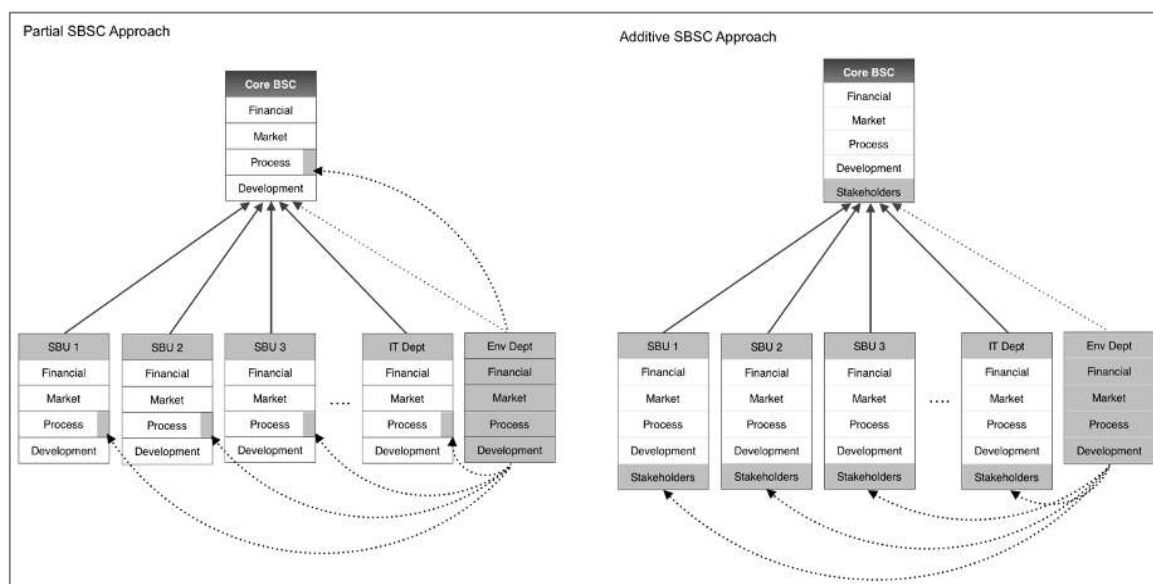 Partial SBSC Approach
Core BSC
Financial
Market
Process
Development
SBU 1
Financial
Market
Process
Development
SBU 2
Financial
Market
Process
Development
SBU 3
Financial
Market
Process
Development
....
IT Dept
Financial
Market
Process
Development
Env Dept
Financial
Market
Process
Development
Additive SBSC Approach
Core BSC
Financial
Market
Process
Development
Stakeholders
SBU 1
Financial
Market
Process
Development
Stakeholders
SBU 2
Financial
Market
Process
Development
Stakeholders
SBU 3
Financial
Market
Process
Development
Stakeholders
....
IT Dept
Financial
Market
Process
Development
Stakeholders
Env Dept
Financial
Market
Process
Development